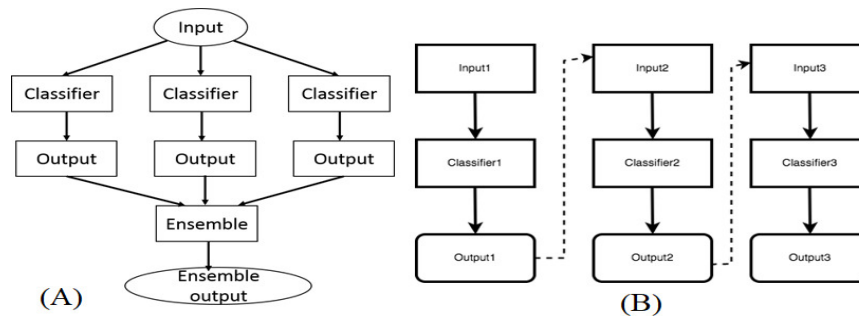 Input
Classifier
Classifier
Classifier
Output
Output
Output
Ensemble
Ensemble
output
(A)
Input1
Input2
Input3
Classifier1
Classifier2
Classifier3
Output1
Output2
Output3
(B)